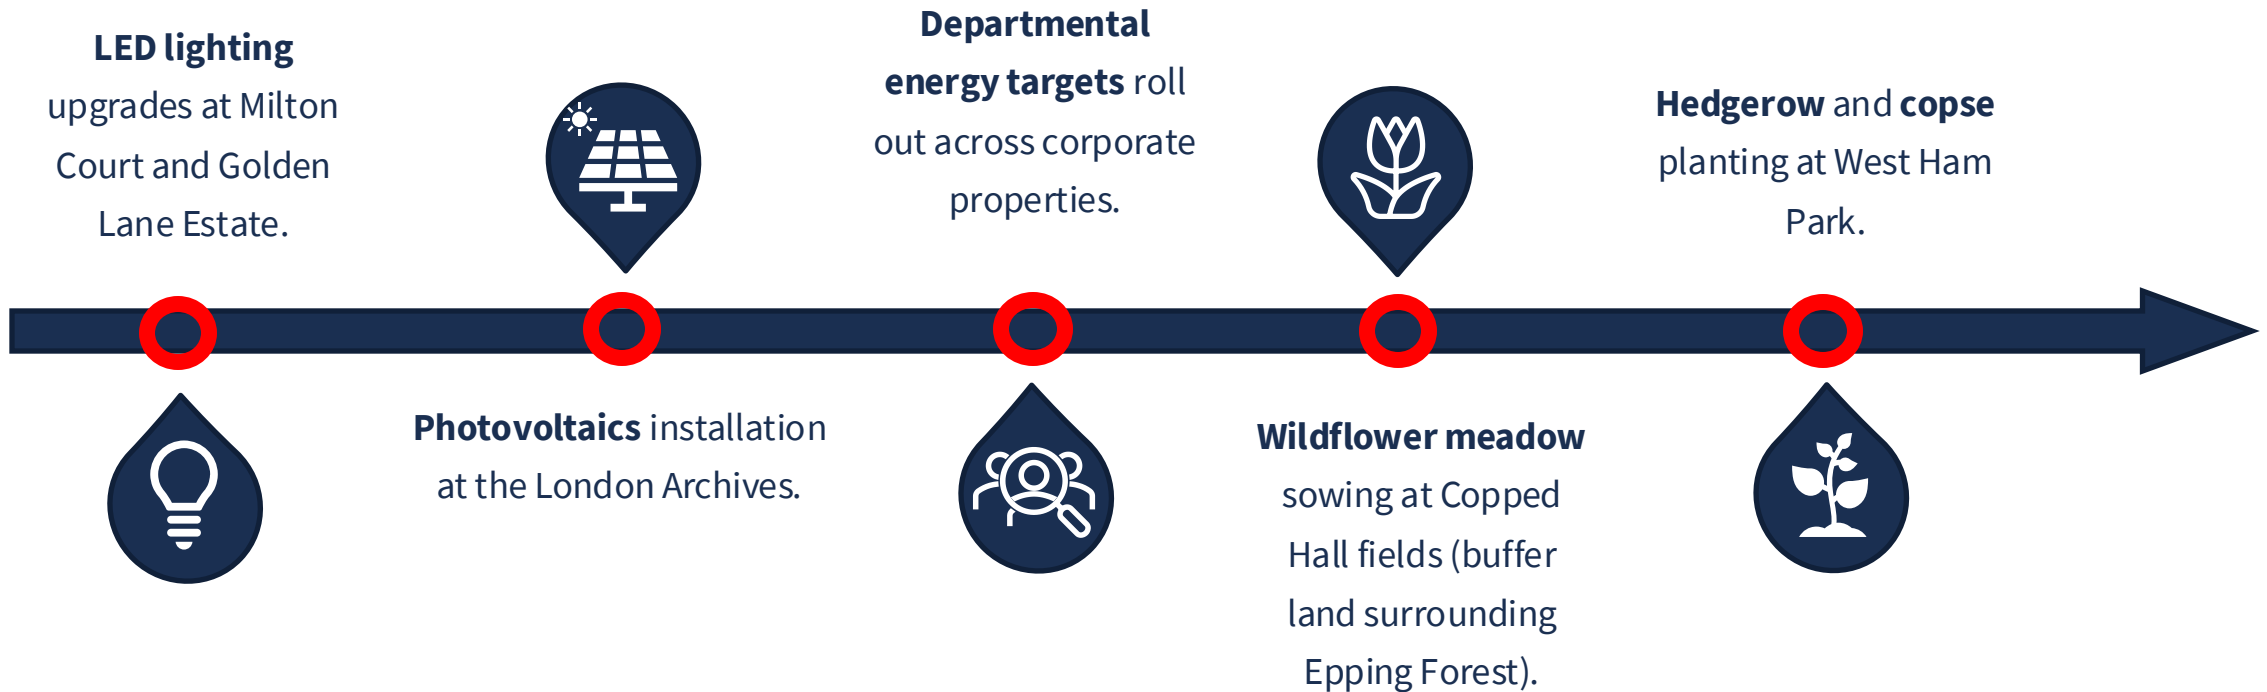 LED lighting
upgrades at Milton
Court and Golden
Lane Estate.
Photovoltaics installation
at the London Archives.
Departmental
energy targets roll
out across corporate
properties.
Wildflower meadow
sowing at Copped
Hall fields (buffer
land surrounding
Epping Forest).
Hedgerow and copse
planting at West Ham
Park.